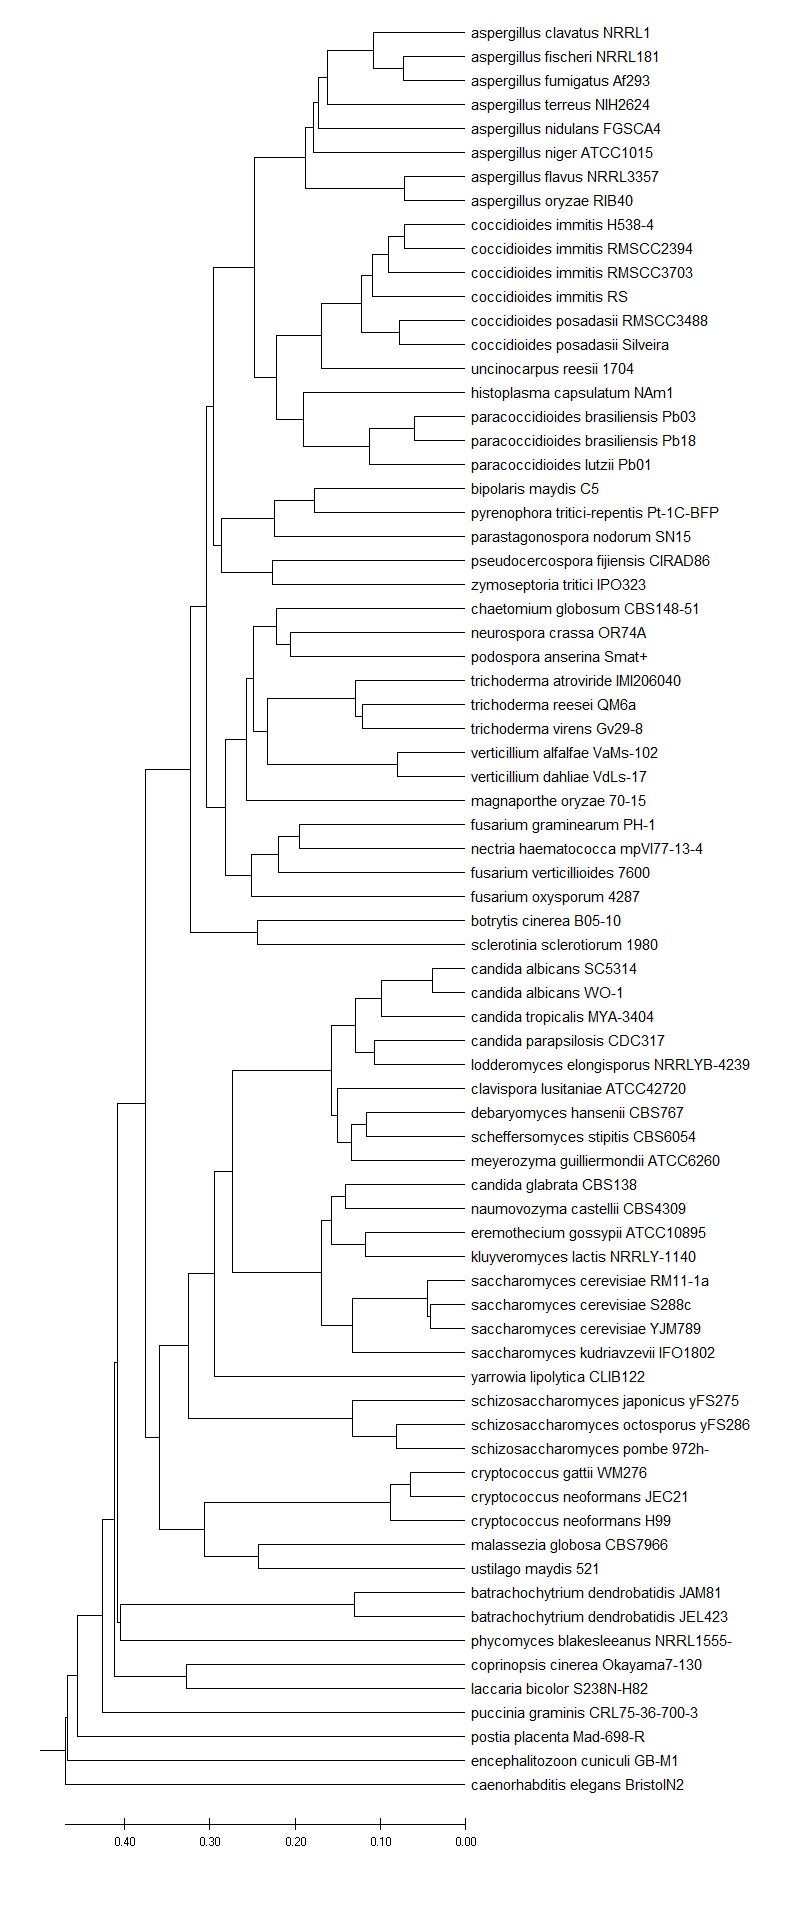 aspergillus clavatus NRRL1
aspergillus fischeri NRRL181
aspergillus fumigatus Af293
aspergillus terreus NIH2624
aspergillus nidulans FGSCA4
aspergillus niger ATCC1015
aspergillus flavus NRRL3357
aspergillus oryzae RIB40
coccidioides immitis H538-4
coccidioides immitis RMSCC2394
coccidioides immitis RMSCC3703
coccidioides immitis RS
coccidioides posadasii RMSCC3488
coccidioides posadasii Silveira
uncinocarpus reesii 1704
histoplasma capsulatum NAm1
paracoccidioides brasiliensis Pb03
paracoccidioides brasiliensis Pb18
paracoccidioides lutzii Pb01
bipolaris maydis C5
pyrenophora tritici-repentis Pt-1C-BFP
parastagonospora nodorum SN15
pseudocercospora fijiensis CIRAD86
zymoseptoria tritici IPO323
chaetomium globosum CBS148-51
neurospora crassa OR74A
podospora anserina Smat+
trichoderma atroviride IMI206040
trichoderma reesei QM6a
trichoderma virens Gv29-8
verticillium alfalfae VaMs-102
verticillium dahliae VdLs-17
magnaporthe oryzae 70-15
fusarium graminearum PH-1
nectria haematococca mpVI77-13-4
fusarium verticillioides 7600
fusarium oxysporum 4287
botrytis cinerea B05-10
sclerotinia sclerotiorum 1980
candida albicans SC5314
candida albicans WO-1
candida tropicalis MYA-3404
candida parapsilosis CDC317
lodderomyces elongisporus NRRLYB-4239
clavispora lusitaniae ATCC42720
debaryomyces hansenii CBS767
scheffersomyces stipitis CBS6054
meyerozyma guilliermondii ATCC6260
candida glabrata CBS138
naumovozyma castellii CBS4309
eremothecium gossypii ATCC10895
kluyveromyces lactis NRRLY-1140
saccharomyces cerevisiae RM11-1a
saccharomyces cerevisiae S288c
saccharomyces cerevisiae YJM789
saccharomyces kudriavzevii IFO1802
yarrowia lipolytica CLIB122
schizosaccharomyces japonicus yFS275
schizosaccharomyces octosporus yFS286
schizosaccharomyces pombe 972h-
cryptococcus gattii WM276
cryptococcus neoformans JEC21
cryptococcus neoformans H99
malassezia globosa CBS7966
ustilago maydis 521
batrachochytrium dendrobatidis JAM81
batrachochytrium dendrobatidis JEL423
phycomyces blakesleeanus NRRL1555-
coprinopsis cinerea Okayama7-130
laccaria bicolor S238N-H82
puccinia graminis CRL75-36-700-3
postia placenta Mad-698-R
encephalitozoon cuniculi GB-M1
caenorhabditis elegans BristolN2
0.40 0.30 0.20 0.10 0.00